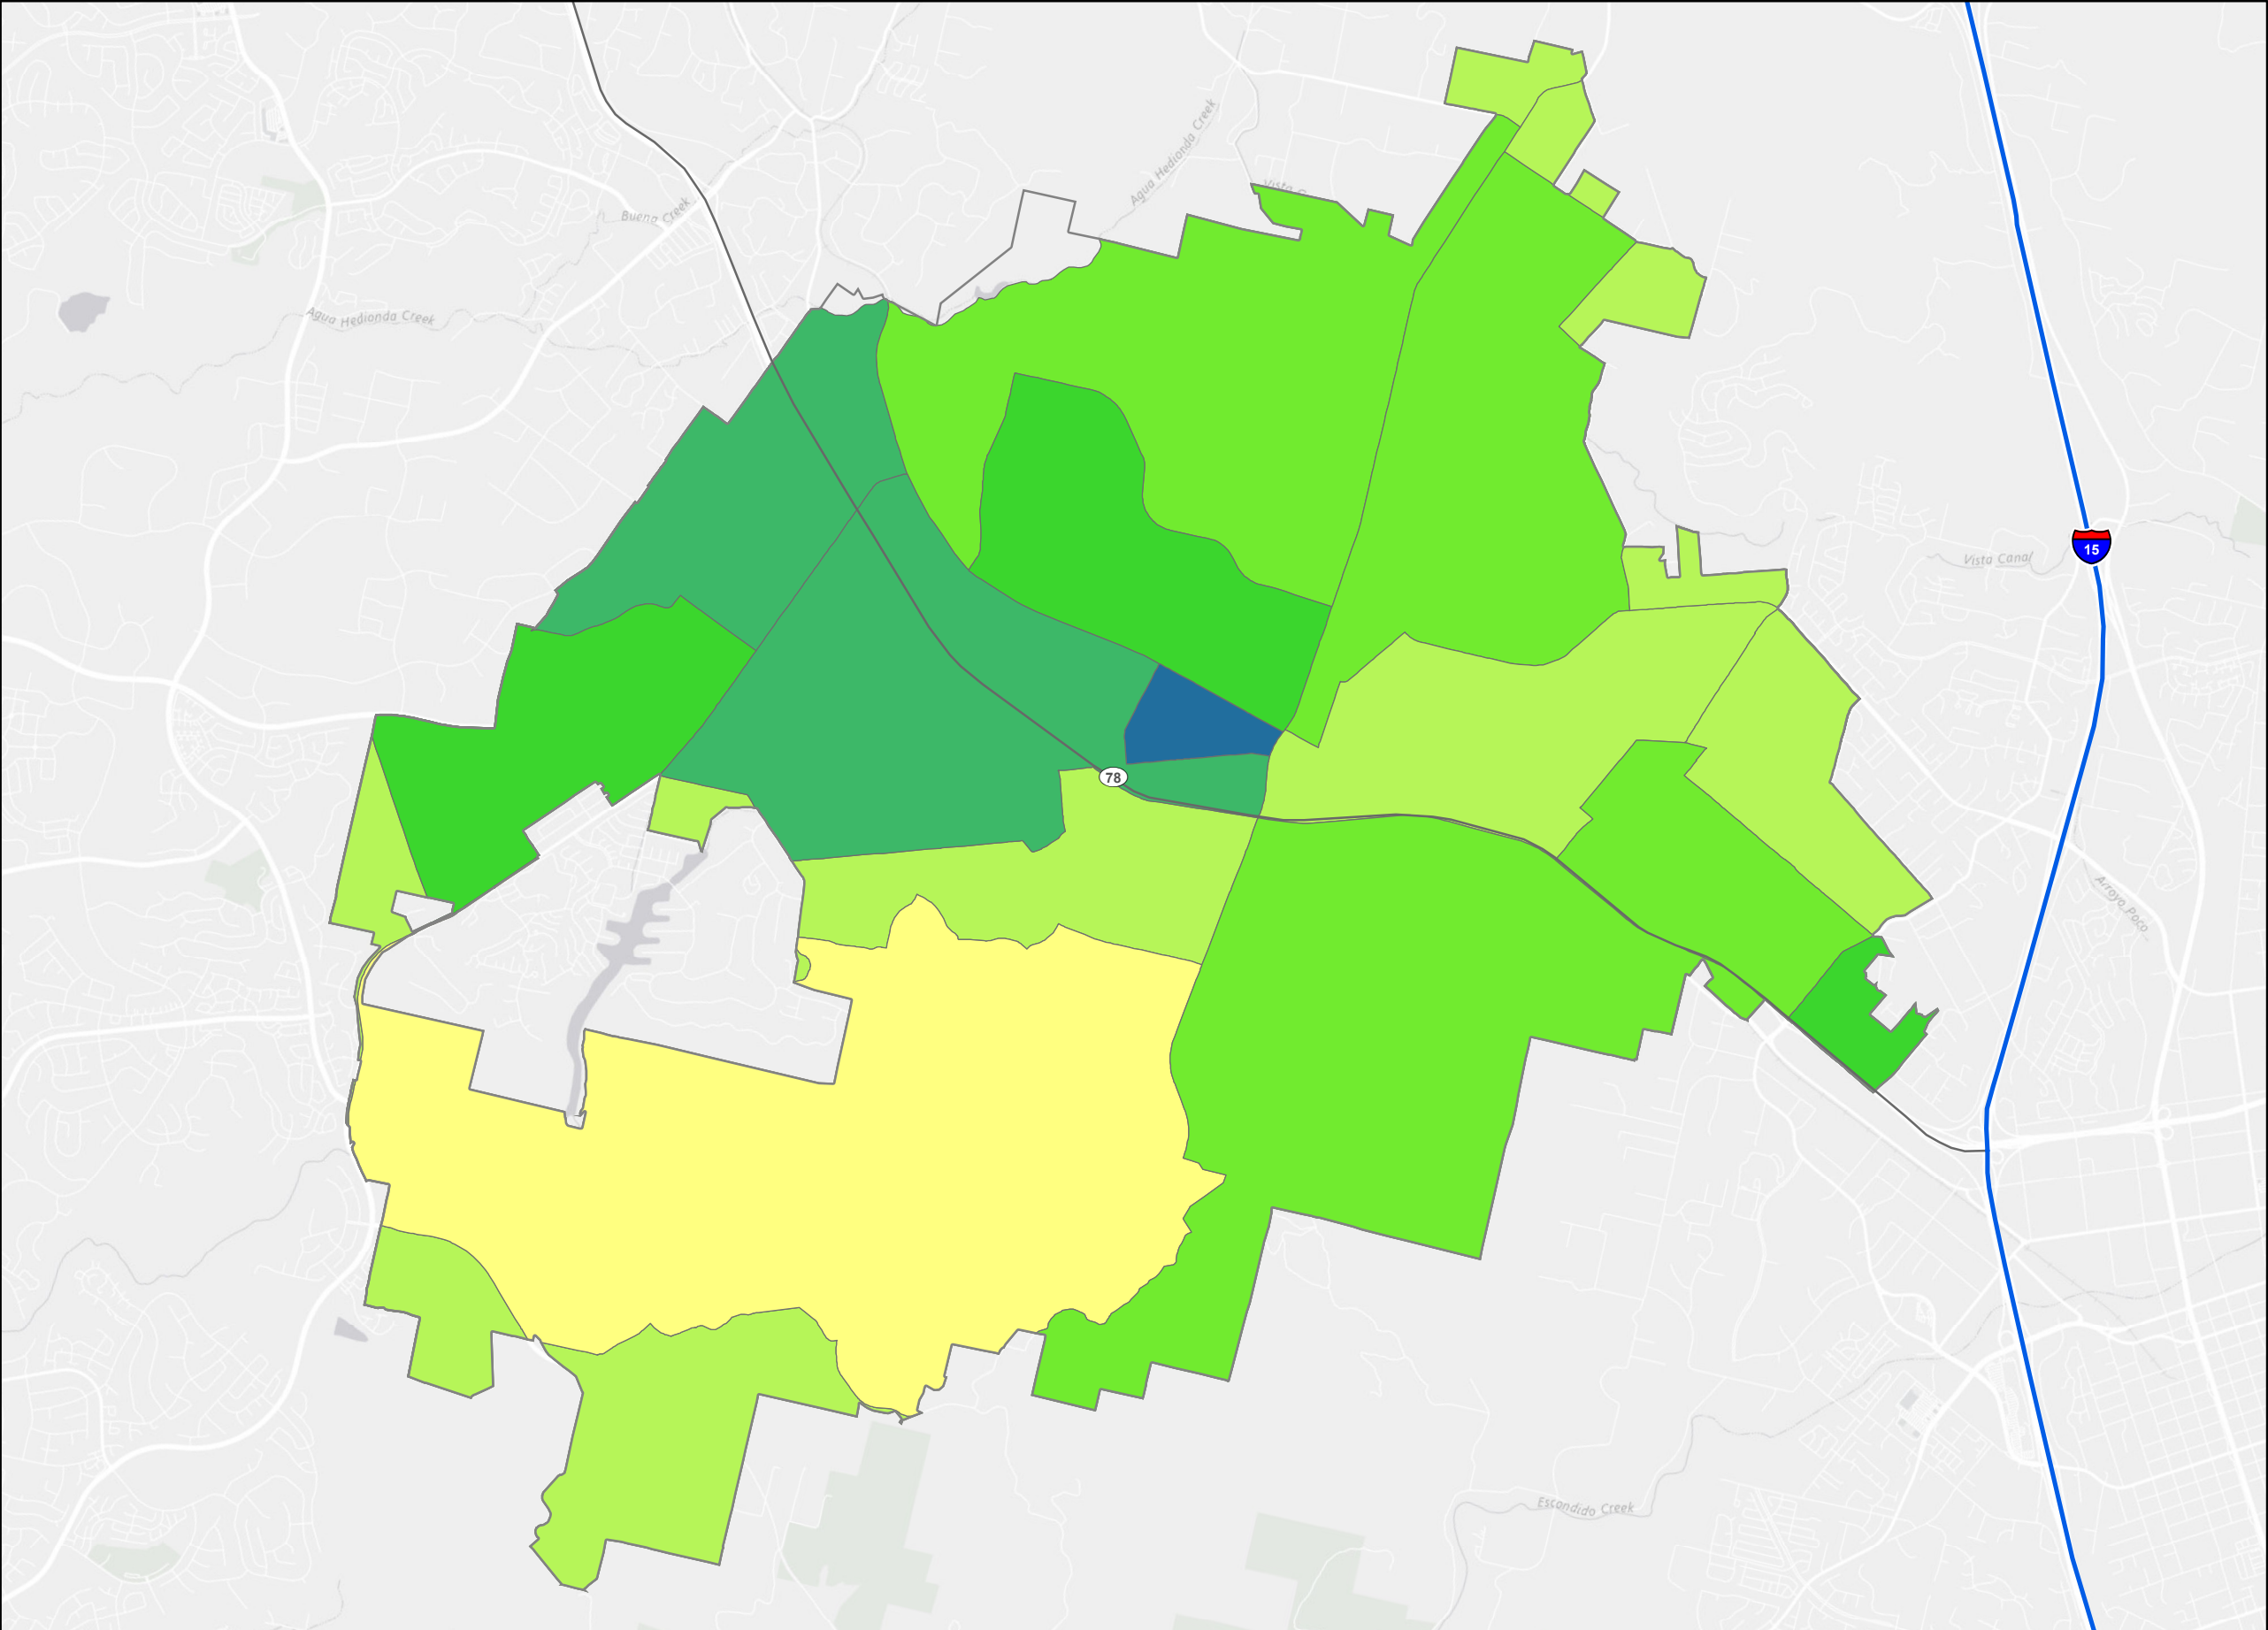 Agua Hedionda Creek
Buena Creek
Agua Hedionda Creek
15
Vista Canal
78
Arroyo Poco
Escondido Creek